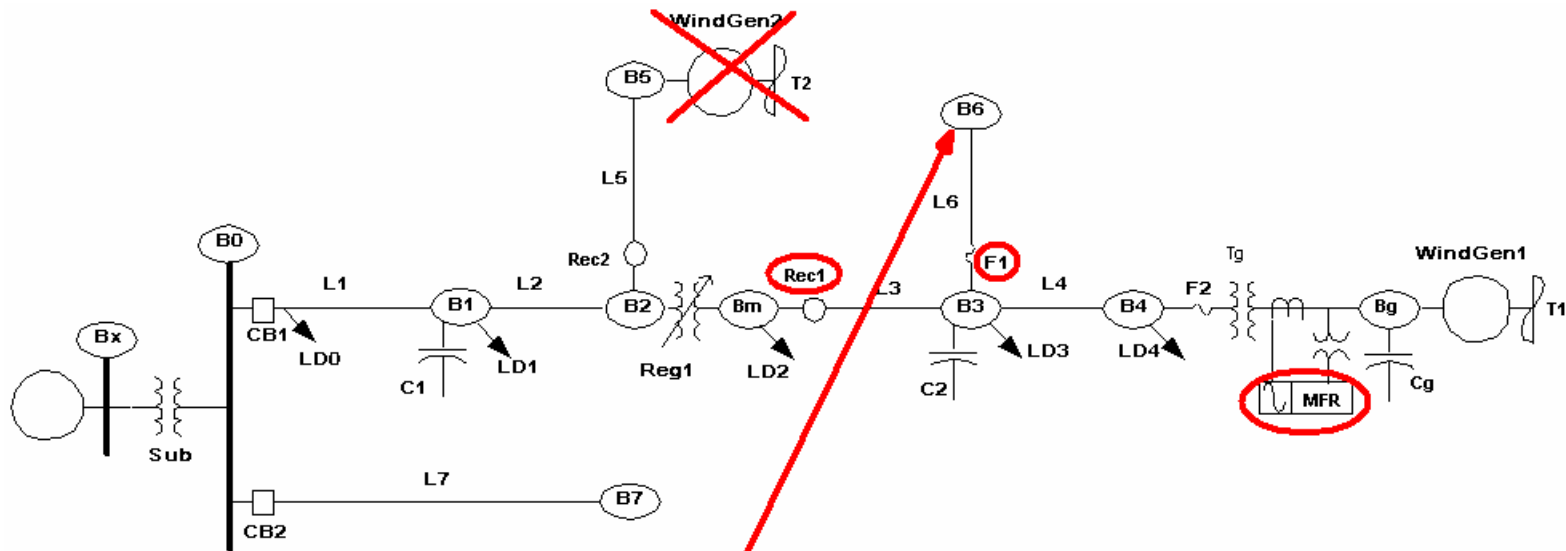 WindGen2
B5
T2
B6
L5
L6
B0
Rec2
Rec1
F1
Tg
WindGen1
L1
L2
L3
L4
F2
B1
B2
Bm
B3
B4
Bg
T1
CB1
Bx
LD0
LD1
Reg1
LD2
LD3
LD4
C1
C2
MFR
Cg
Sub
L7
B7
CB2